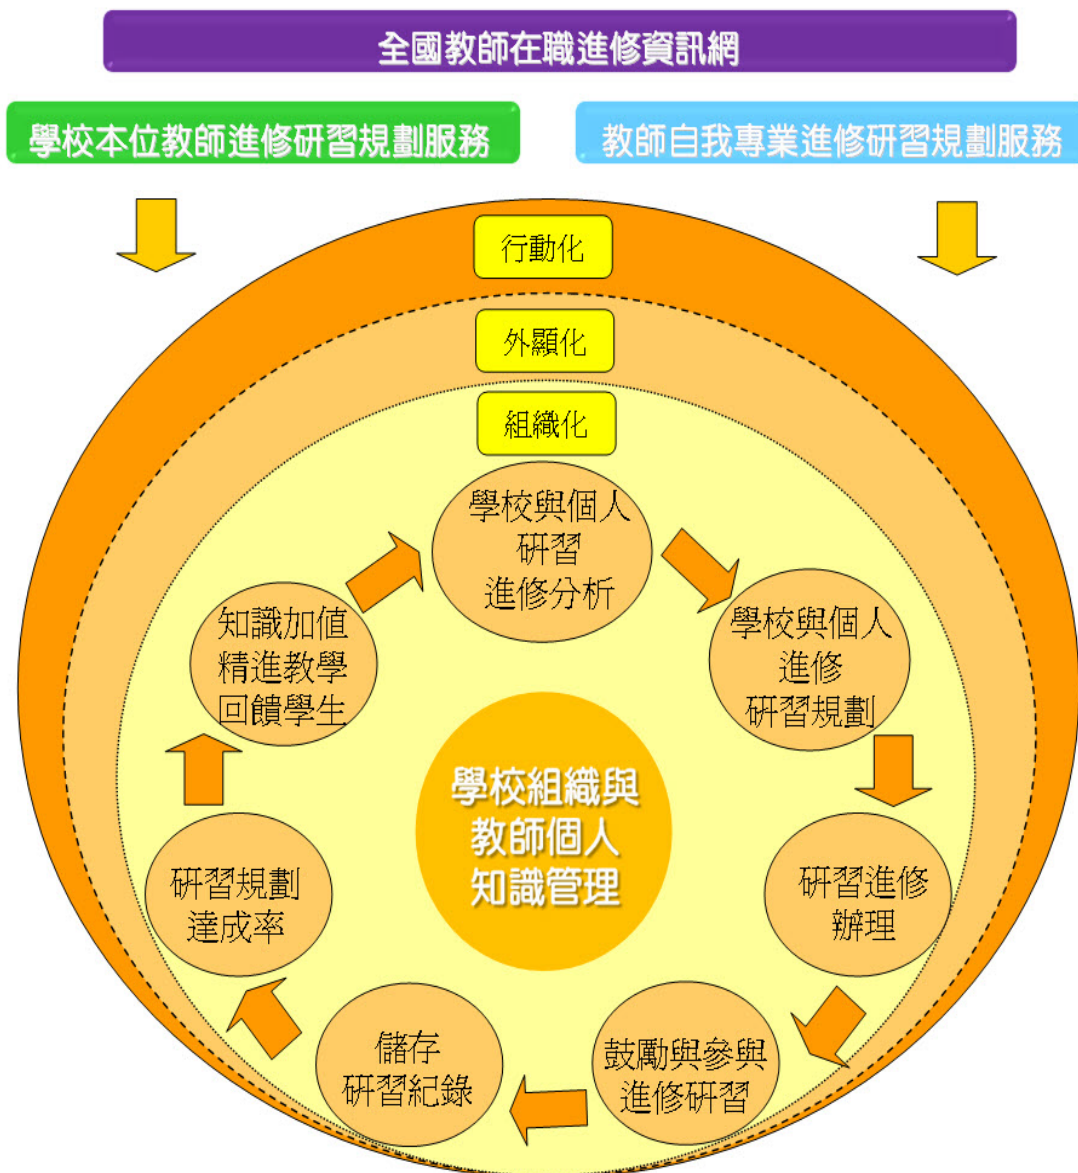 全國教師在職進修資訊網
學校本位教師進修研習規劃服務
教師自我專業進修研習規劃服務
行動化
外顯化
組織化
學校與個人
研習
進修分析
學校與個人
進修
研習規劃
研習進修
辦理
鼓勵與參與
進修研習
儲存
研習紀錄
研習規劃
達成率
知識加值
精進教學
回饋學生
學校組織與
教師個人
知識管理